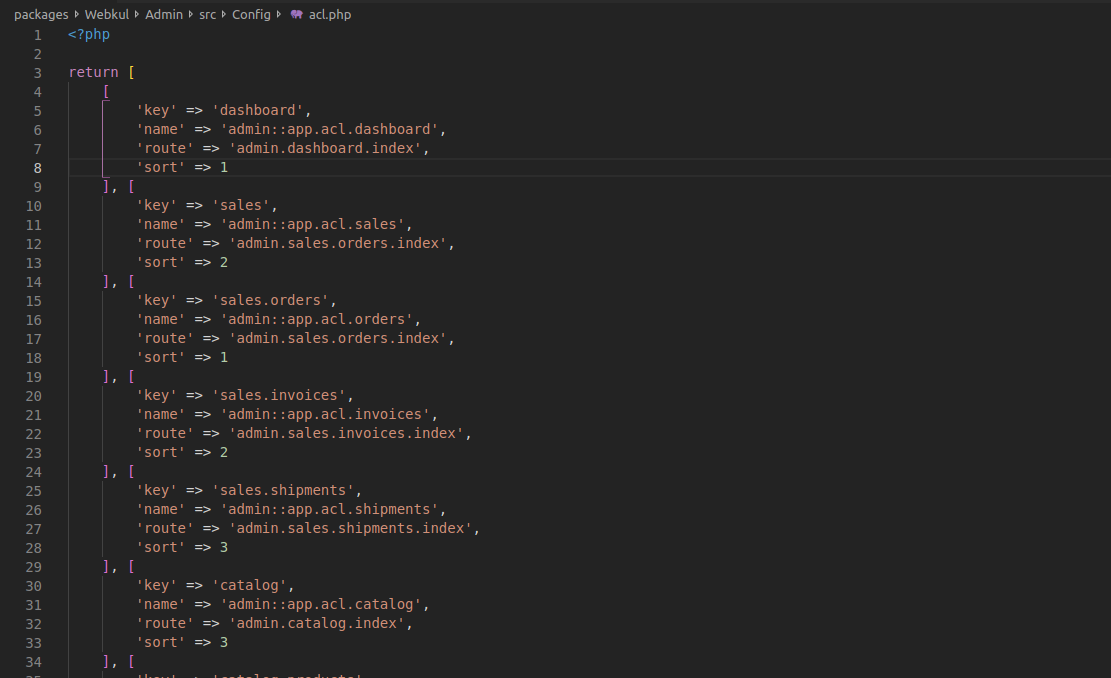 packages Webkul Admin src Config acl.php
1 <?php
2
3 return [
4 [
5 'key' => 'dashboard',
6 'name' => 'admin::app.acl.dashboard',
7 'route' => 'admin.dashboard.index',
8 'sort' => 1
9 ], [
10 'key' => 'sales',
11 'name' => 'admin::app.acl.sales',
12 'route' => 'admin.sales.orders.index',
13 'sort' => 2
14 ], [
15 'key' => 'sales.orders',
16 'name' => 'admin::app.acl.orders',
17 'route' => 'admin.sales.orders.index',
18 'sort' => 1
19 ], [
20 'key' => 'sales.invoices',
21 'name' => 'admin::app.acl.invoices',
22 'route' => 'admin.sales.invoices.index',
23 'sort' => 2
24 ], [
25 'key' => 'sales.shipments',
26 'name' => 'admin::app.acl.shipments',
27 'route' => 'admin.sales.shipments.index',
28 'sort' => 3
29 ], [
30 'key' => 'catalog',
31 'name' => 'admin::app.acl.catalog',
32 'route' => 'admin.catalog.index',
33 'sort' => 3
34 ], [